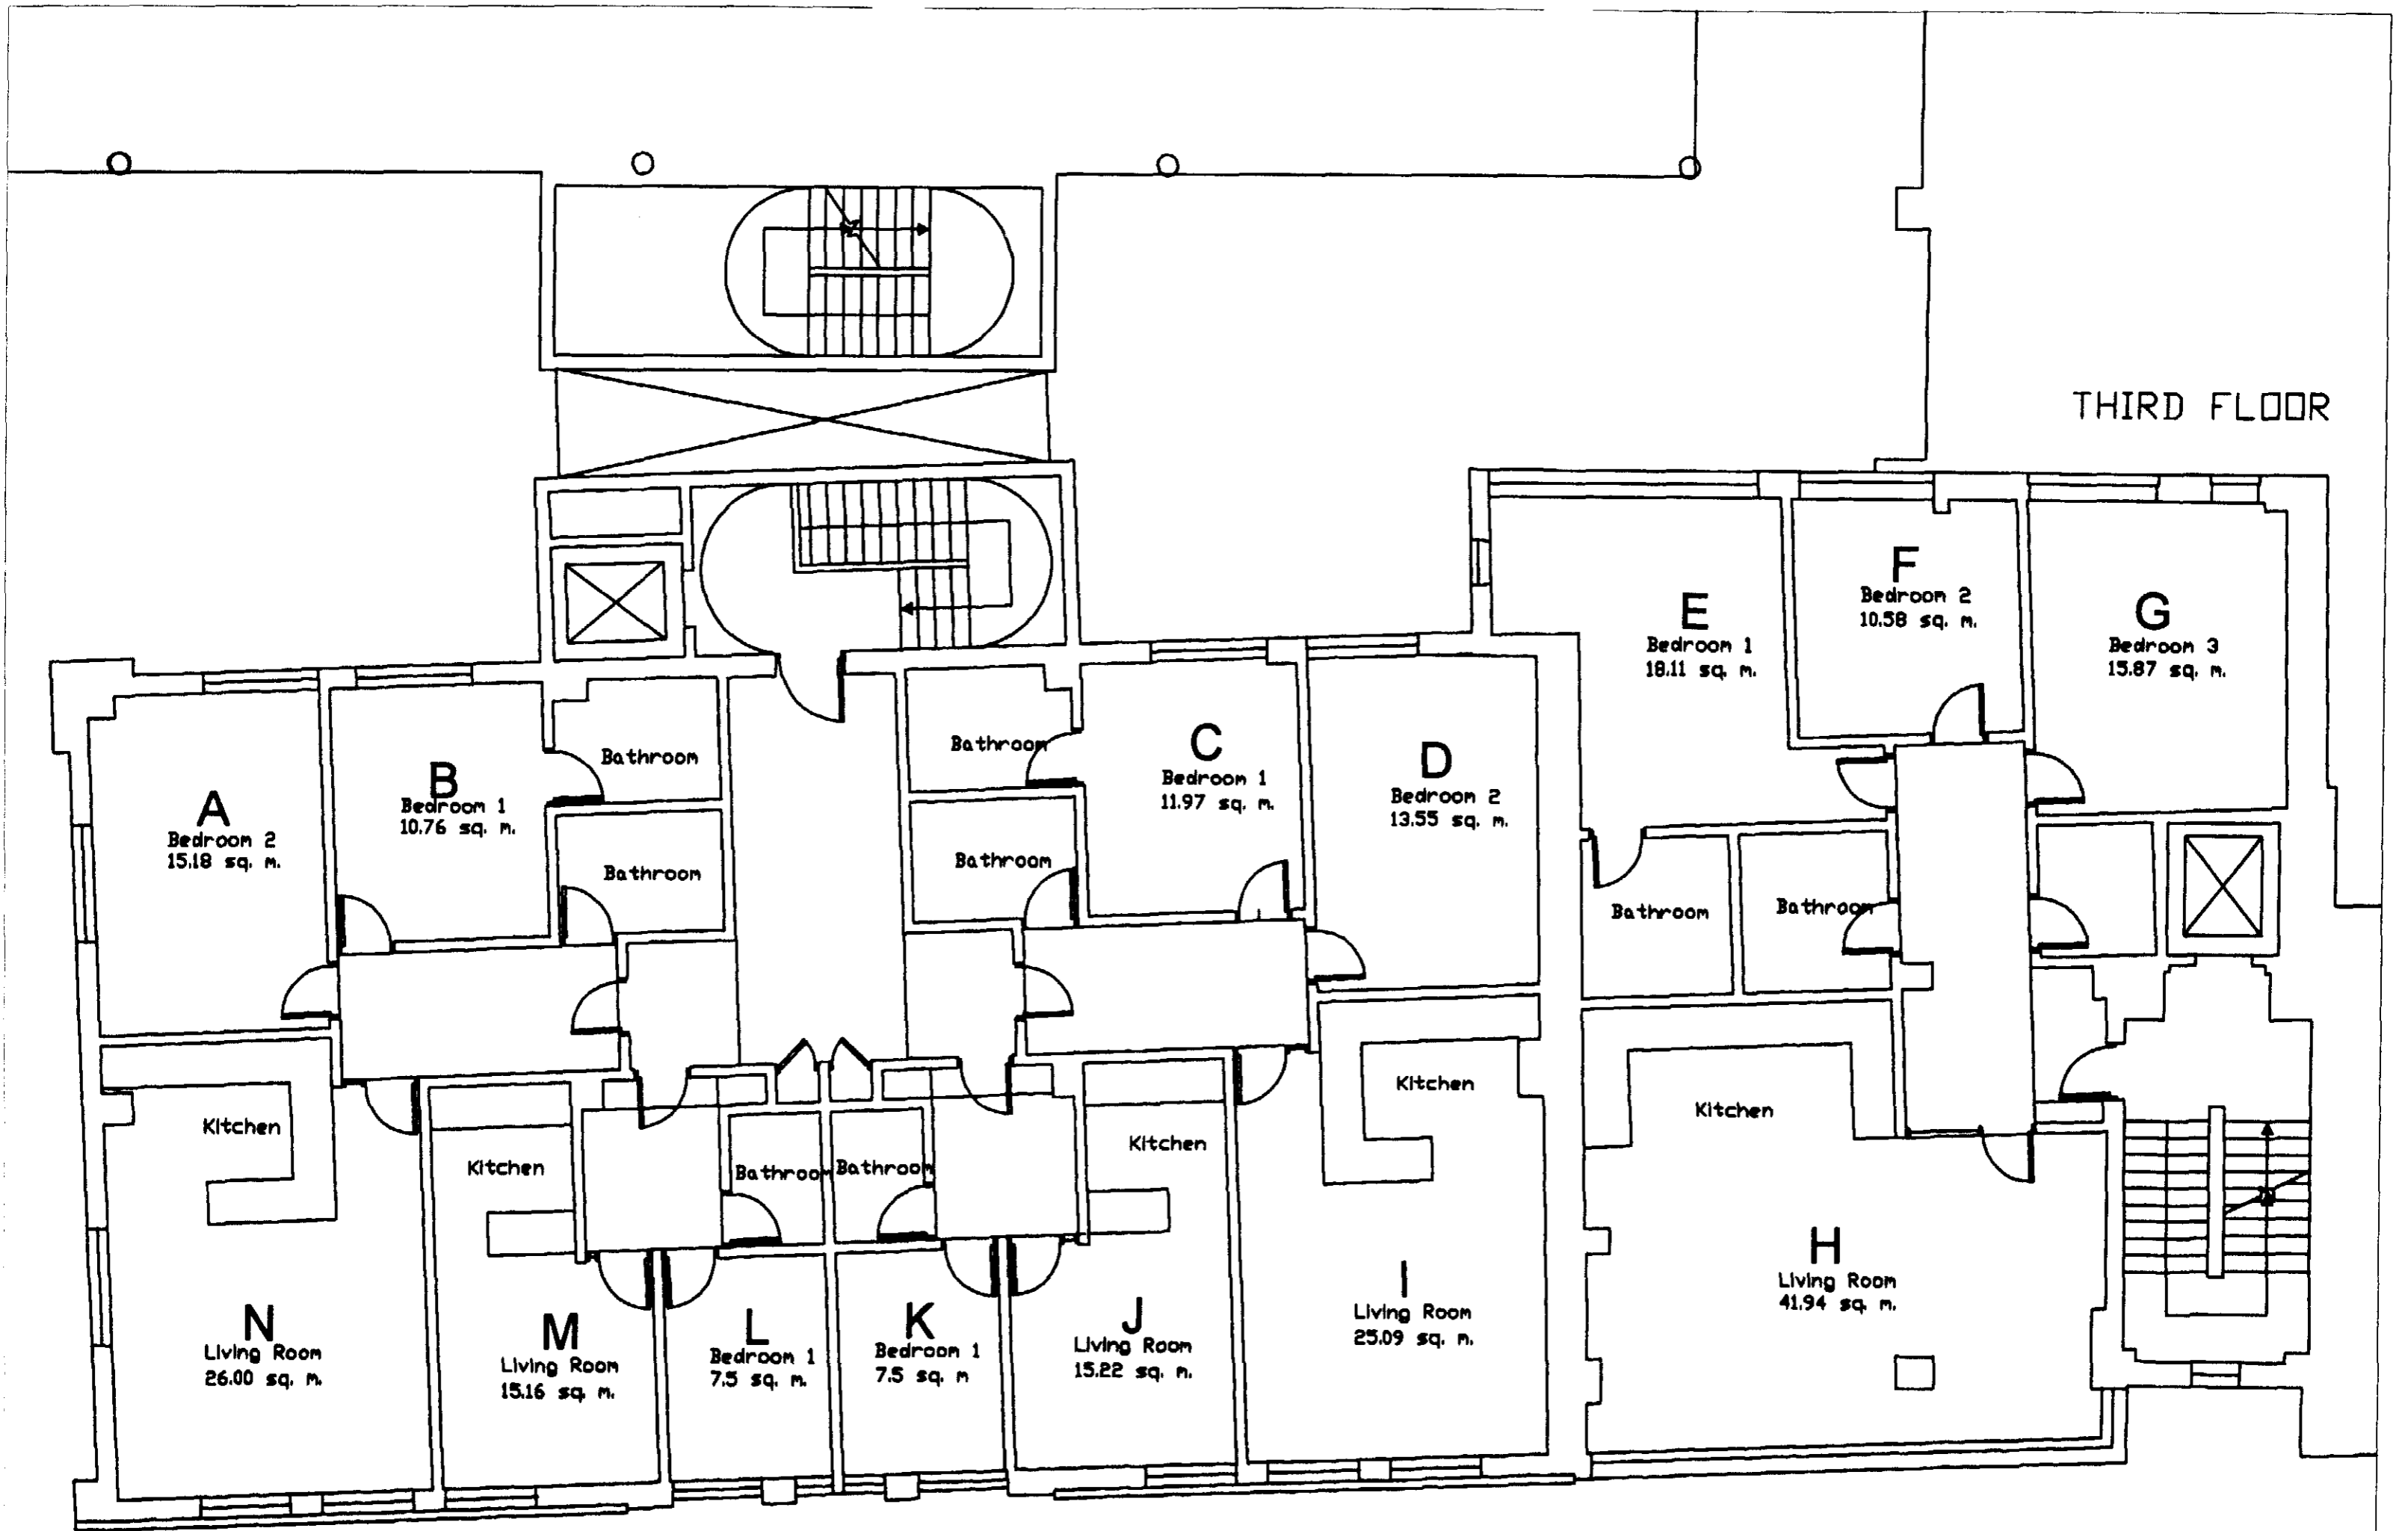 THIRD FLOOR
E
Bedroom 1
18.11 sq. m.
F
Bedroom 2
10.58 sq. m.
G
Bedroom 3
15.87 sq. m.
A
Bedroom 2
15.18 sq. m.
B
Bedroom 1
10.76 sq. m.
Bathroom
Bathroom
Bathroom
Bathroom
C
Bedroom 1
11.97 sq. m.
D
Bedroom 2
13.55 sq. m.
Bathroom
Bathroom
Kitchen
Kitchen
Bathroom
Bathroom
Kitchen
Kitchen
Kitchen
N
Living Room
26.00 sq. m.
M
Living Room
15.16 sq. m.
L
Bedroom 1
7.5 sq. m.
K
Bedroom 1
7.5 sq. m
J
Living Room
15.22 sq. m.
I
Living Room
25.09 sq. m.
H
Living Room
41.94 sq. m.